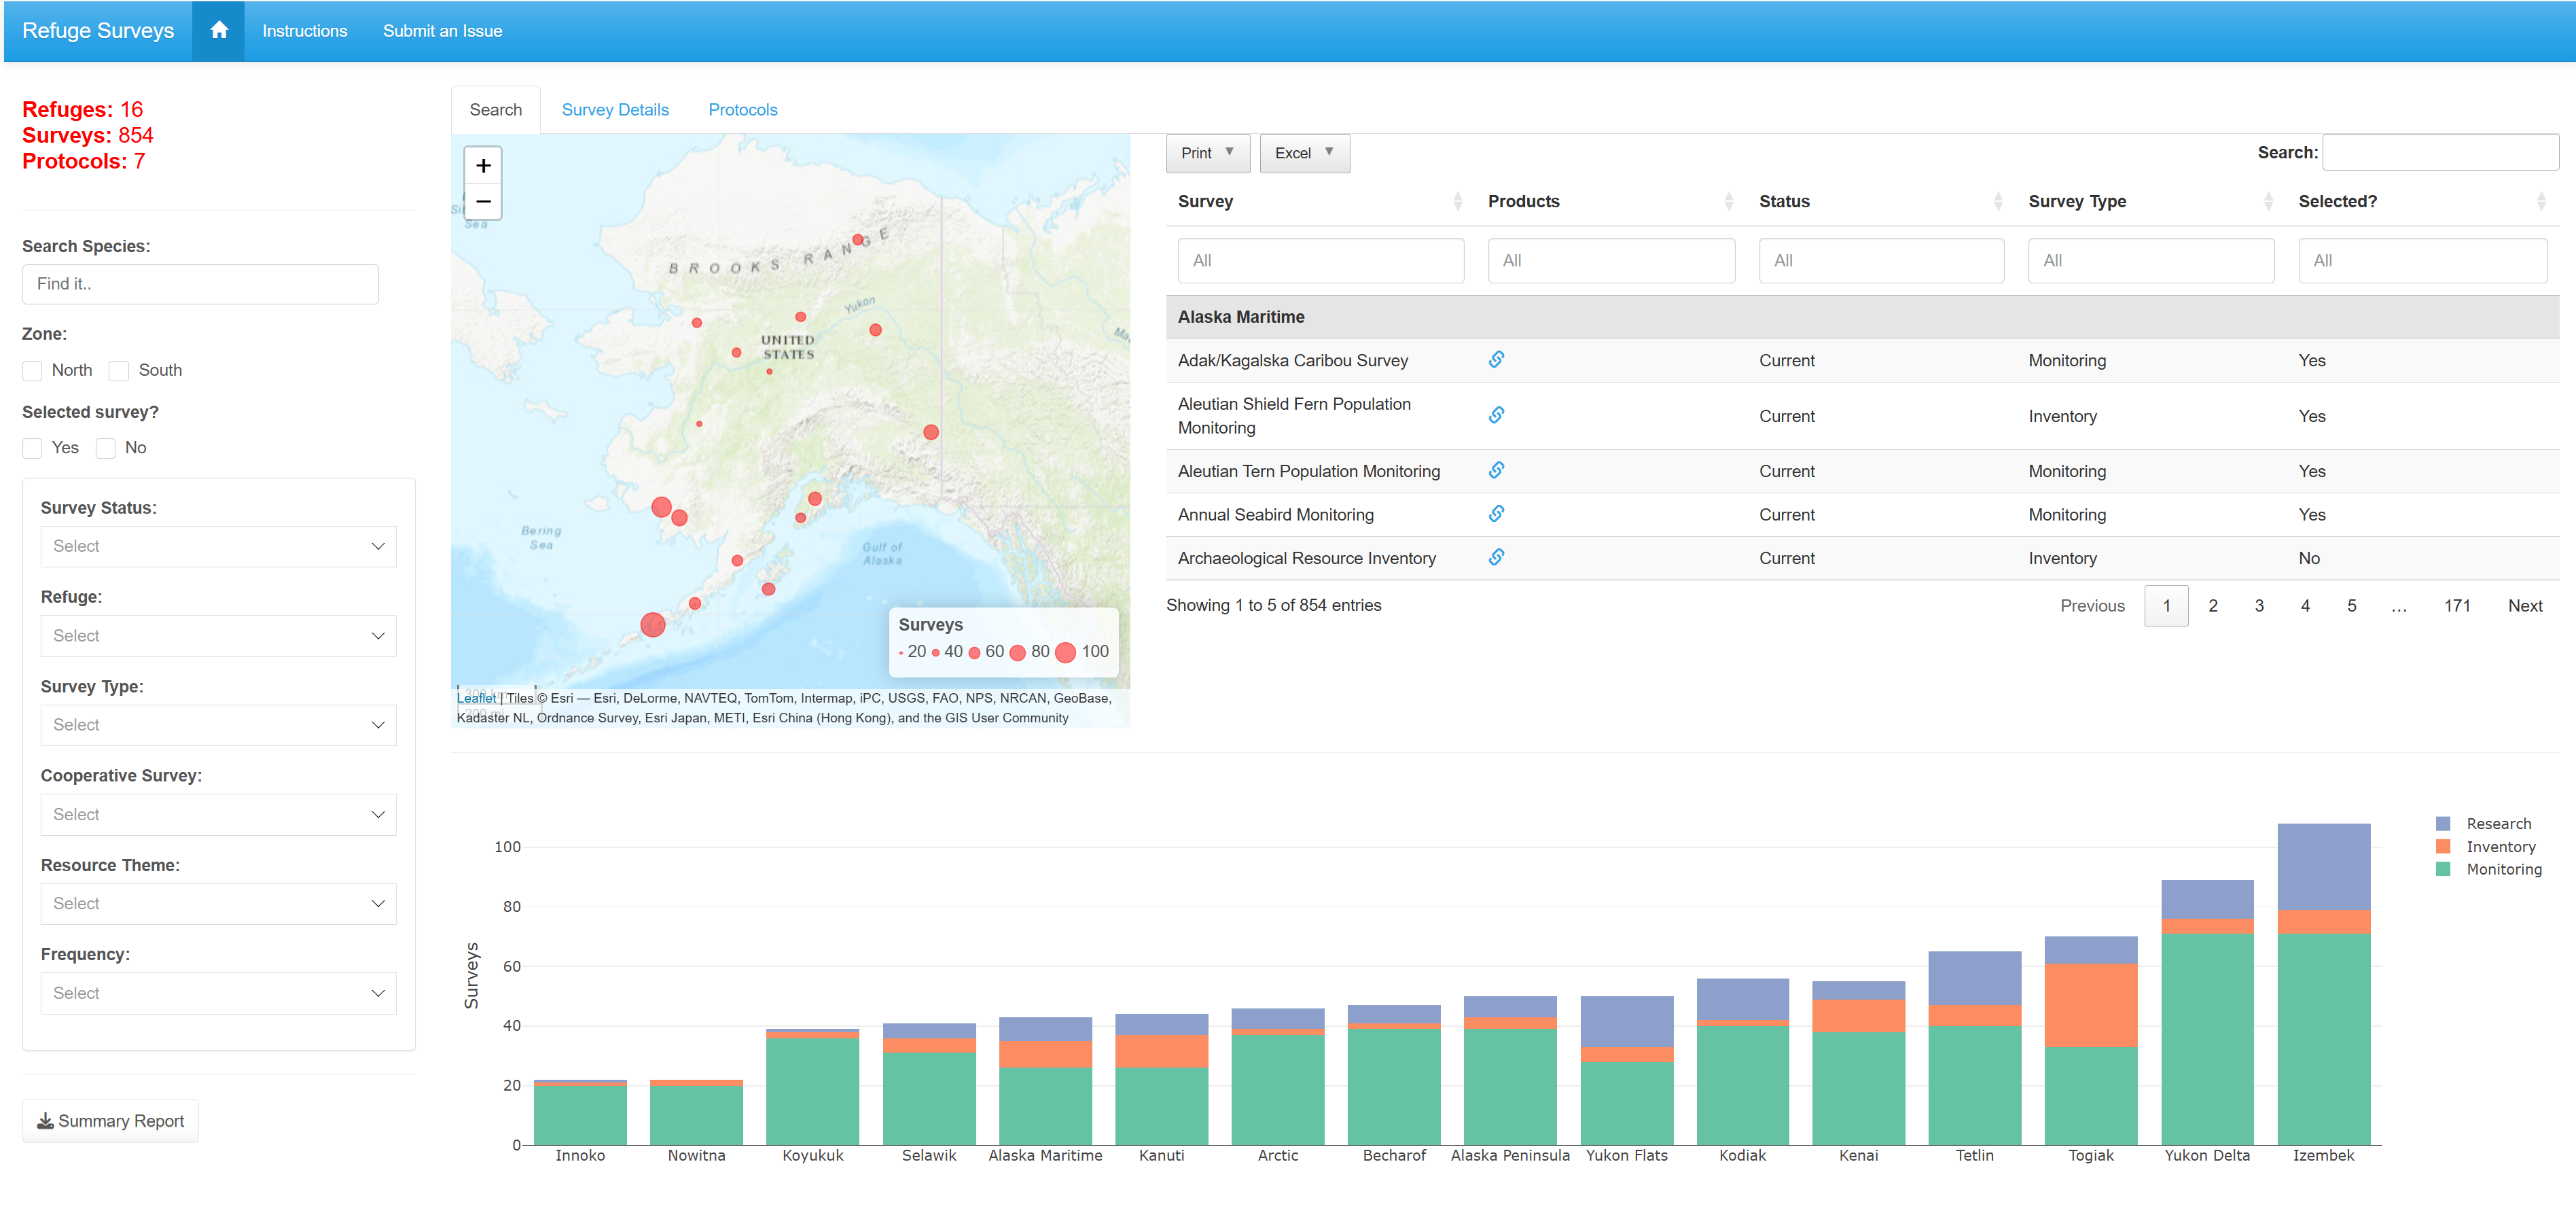 Refuge Surveys
Instructions
Submit an Issue
Refuges: 16
Surveys: 854
Protocols: 7
Search Species:
Find it..
Zone:
North South
Selected survey?
Yes No
Survey Status:
Select
Refuge:
Select
Survey Type:
Select
Cooperative Survey:
Select
Resource Theme:
Select
Frequency:
Select
Summary Report
Search
Survey Details
Protocols
+
−
Sea
BROOKS RANGE
Yukon
UNITED
STATES
Bering
Sea
Gulf of
Alaska
Surveys
20 40 60 80 100
300 km
200 mi
Leaflet | Tiles © Esri — Esri, DeLorme, NAVTEQ, TomTom, Intermap, iPC, USGS, FAO, NPS, NRCAN, GeoBase,
Kadaster NL, Ordnance Survey, Esri Japan, METI, Esri China (Hong Kong), and the GIS User Community
Print ▼ Excel ▼
Search:
Survey Products Status Survey Type Selected?
All All All All All
Alaska Maritime
Adak/Kagalska Caribou Survey Current Monitoring Yes
Aleutian Shield Fern Population
Monitoring Current Inventory Yes
Aleutian Tern Population Monitoring Current Monitoring Yes
Annual Seabird Monitoring Current Monitoring Yes
Archaeological Resource Inventory Current Inventory No
Showing 1 to 5 of 854 entries
Previous 1 2 3 4 5 … 171 Next
Surveys
100
80
60
40
20
0
Innoko Nowitna Koyukuk Selawik Alaska Maritime Kanuti Arctic Becharof Alaska Peninsula Yukon Flats Kodiak Kenai Tetlin Togiak Yukon Delta Izembek
Research
Inventory
Monitoring